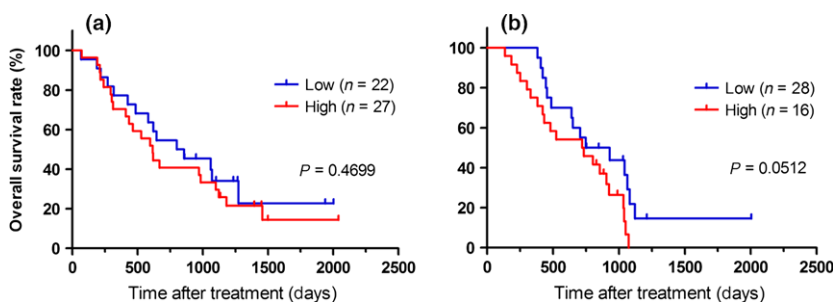 (a)
Overall survival rate (%)
100
80
60
40
20
0
0 500 1000 1500 2000 2500
Time after treatment (days)
Low (n = 22)
High (n = 27)
P = 0.4699
(b)
100
80
60
40
20
0
0 500 1000 1500 2000 2500
Time after treatment (days)
Low (n = 28)
High (n = 16)
P = 0.0512